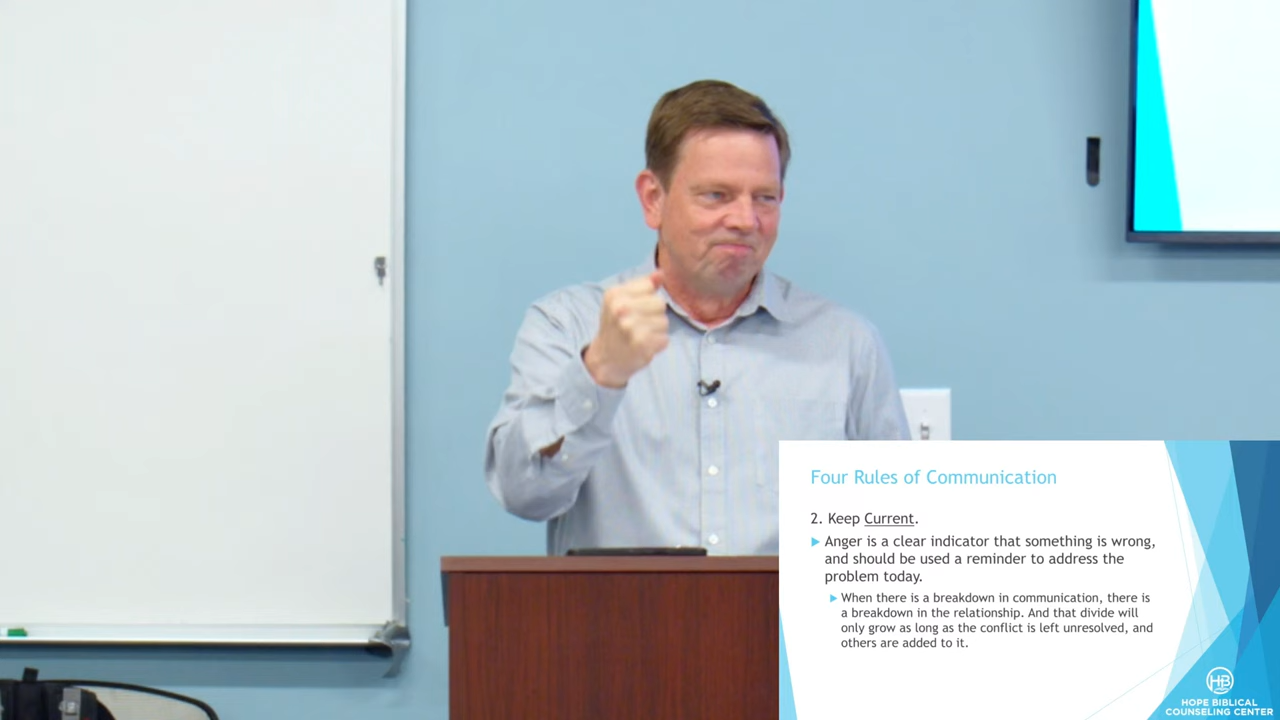 Four Rules of Communication
2. Keep Current.
Anger is a clear indicator that something is wrong,
and should be used a reminder to address the
problem today.
When there is a breakdown in communication, there is
a breakdown in the relationship. And that divide will
only grow as long as the conflict is left unresolved, and
others are added to it.
HB
HOPE BIBLICAL
COUNSELING CENTER